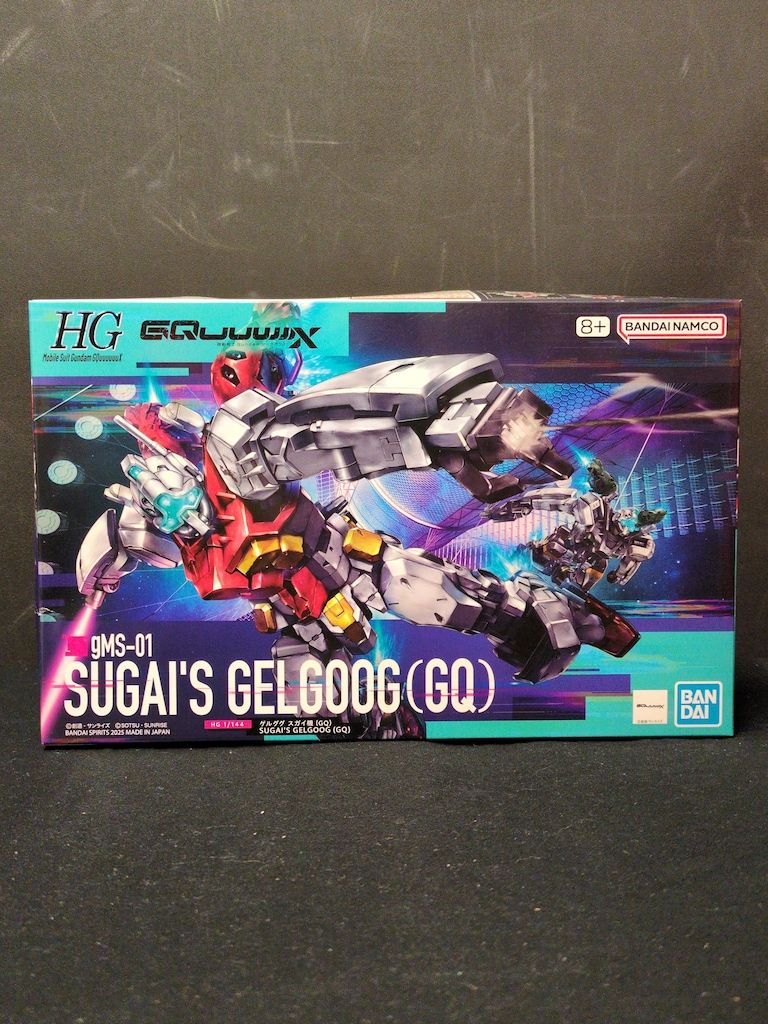 HG
Mobile Suit Gundam GQuuuuuuX
GQuuuuuuX
8+
BANDAI NAMCO
gMS-01
SUGAI'S GELGOOG (GQ)
©創通・サンライズ ©SOTSU・SUNRISE
BANDAI SPIRITS 2025 MADE IN JAPAN
HG 1/144
ゲルググ スガイ機 (GQ)
SUGAI'S GELGOOG (GQ)
BAN
DAI